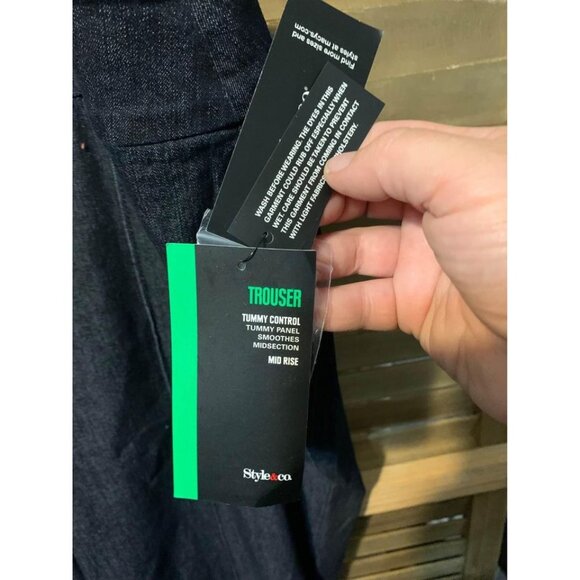 Find more sizes and
styles at macys.com
WASH BEFORE WEARING. THE DYES IN THIS
GARMENT COULD RUB OFF ESPECIALLY WHEN
WET. CARE SHOULD BE TAKEN TO PREVENT
THIS GARMENT FROM COMING IN CONTACT
WITH LIGHT FABRICS
TROUSER
TUMMY CONTROL
TUMMY PANEL
SMOOTHES
MIDSECTION
MID RISE
Style&co.